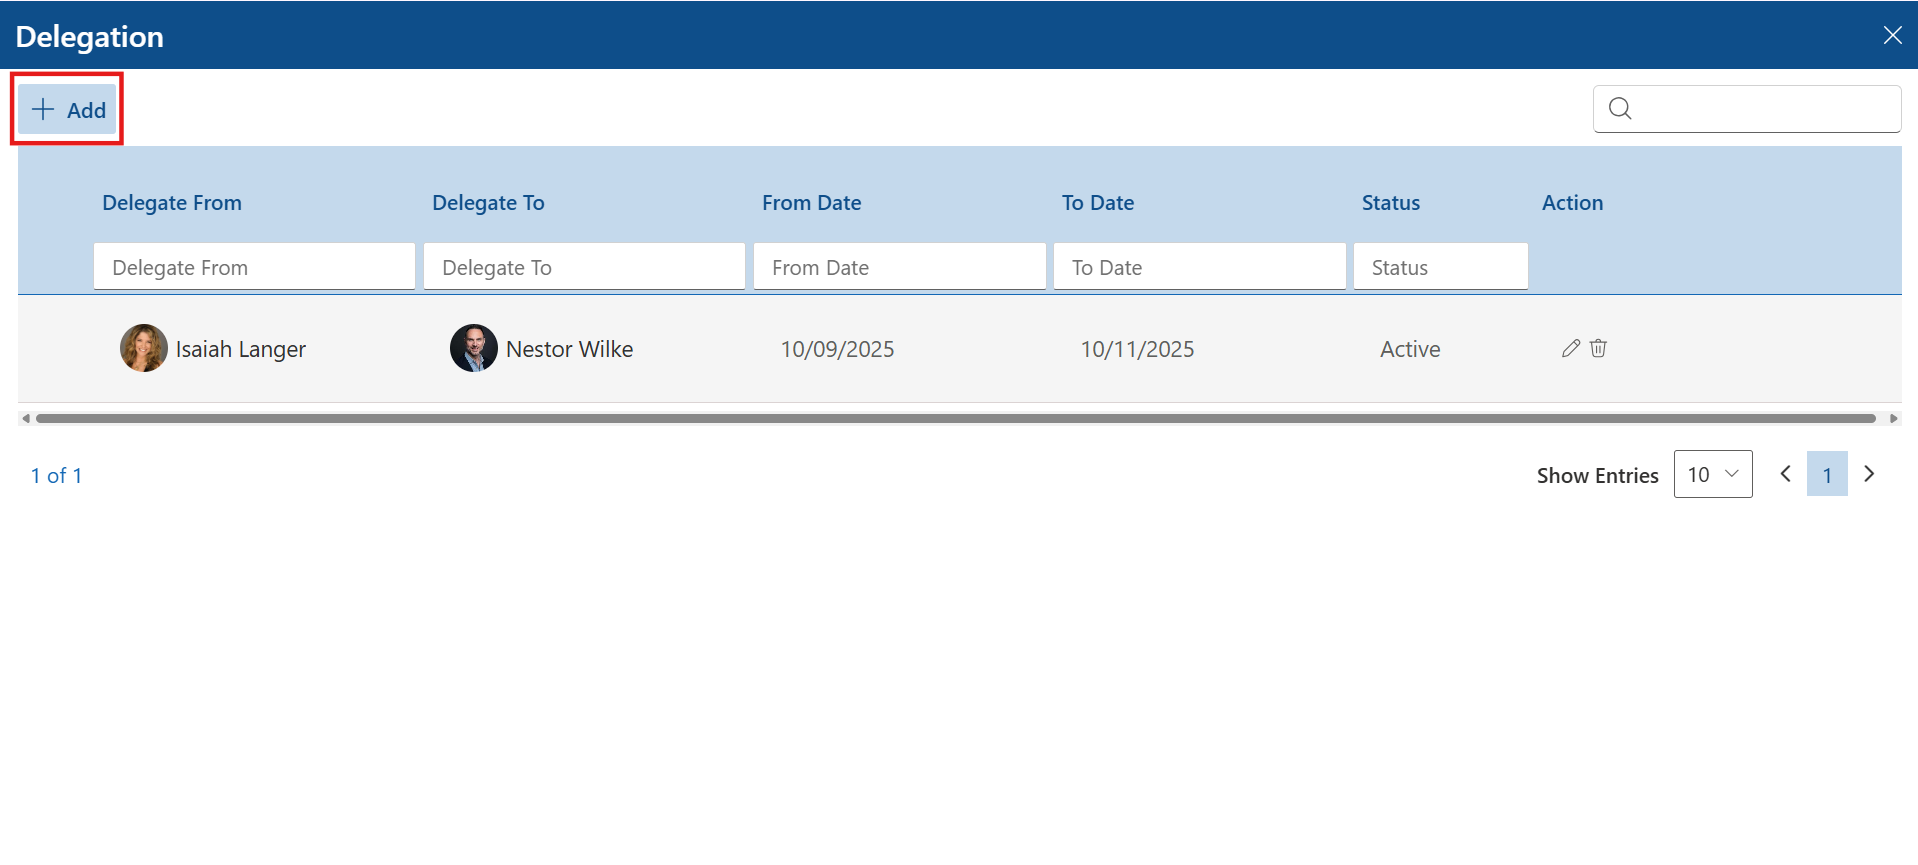 Delegation
Add
Delegate From Delegate To From Date To Date Status Action
Delegate From Delegate To From Date To Date Status
Isaiah Langer Nestor Wilke 10/09/2025 10/11/2025 Active
1 of 1 Show Entries 10 1